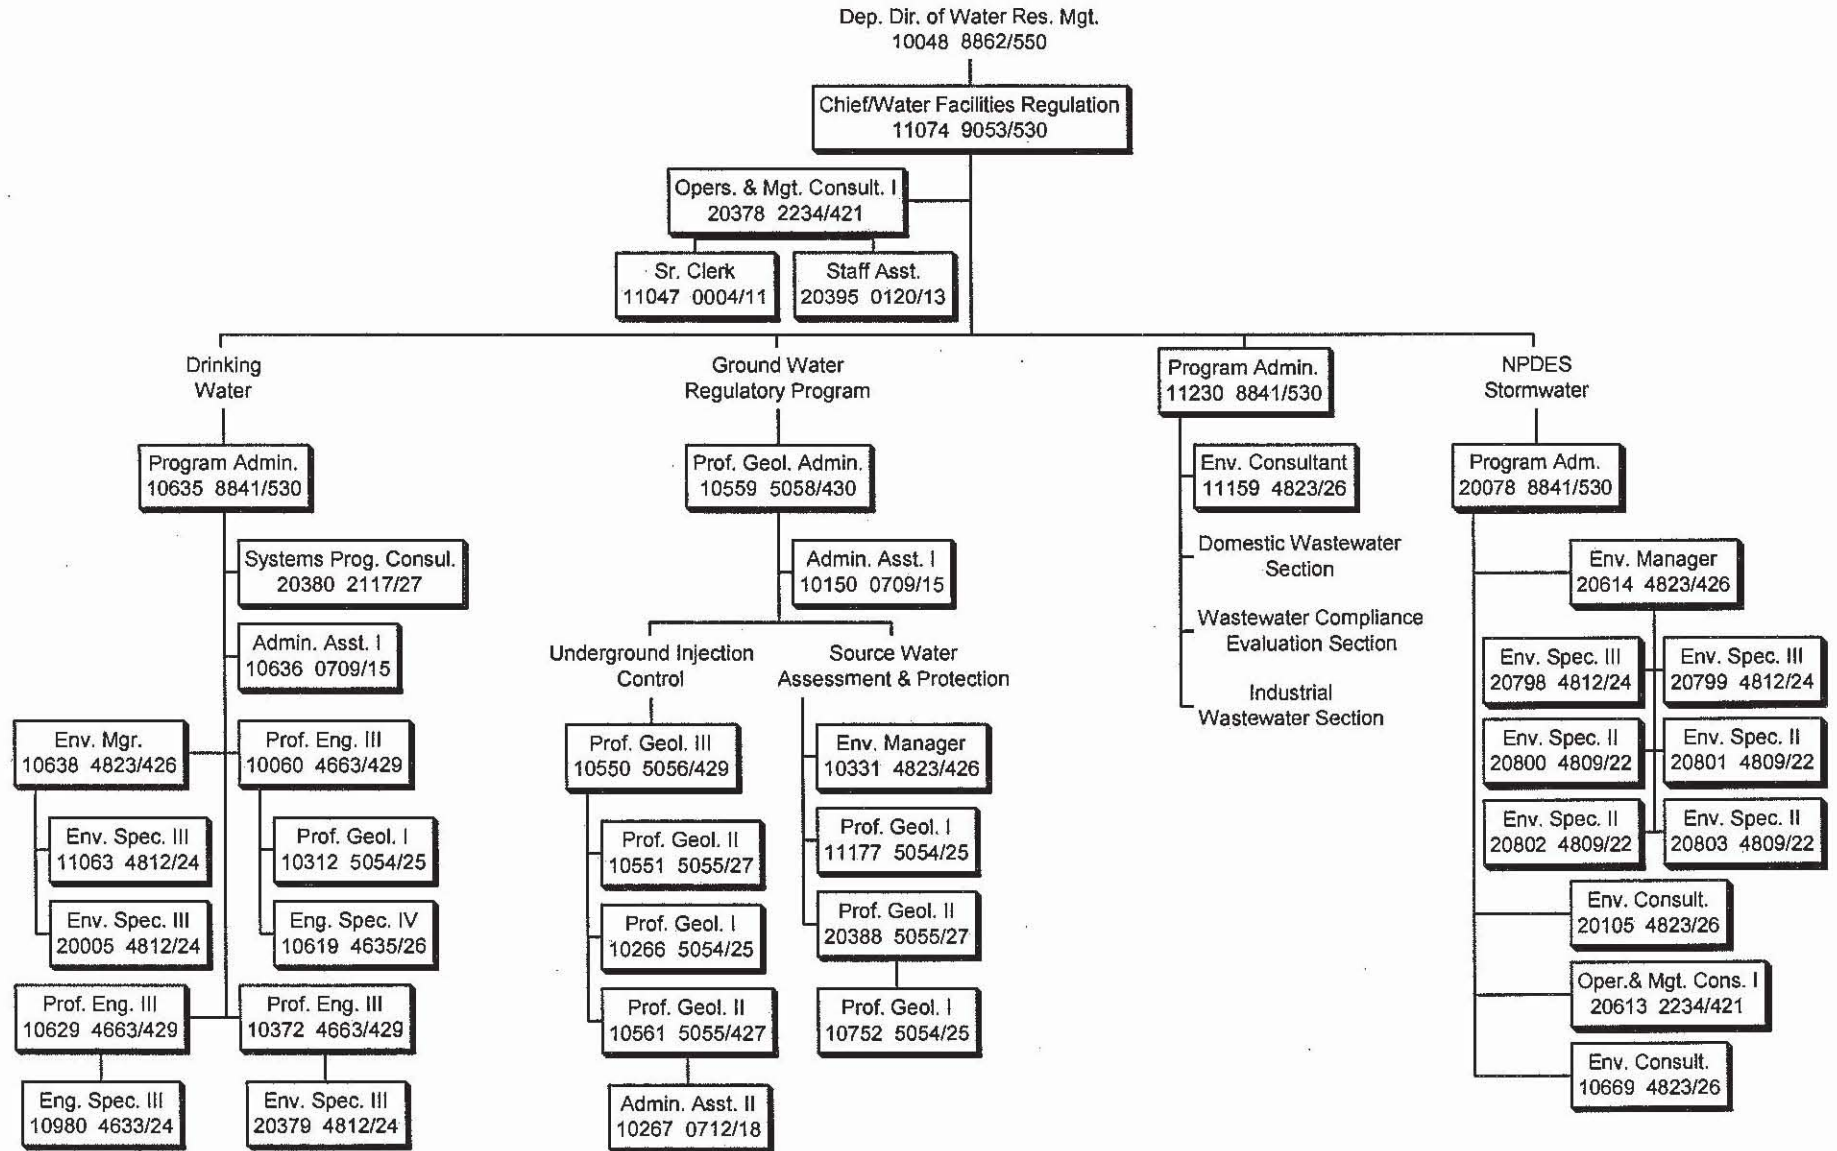 Dep. Dir. of Water Res. Mgt.
10048 8862/550
Chief/Water Facilities Regulation
11074 9053/530
Opers. & Mgt. Consult. I
20378 2234/421
Sr. Clerk
11047 0004/11
Staff Asst.
20395 0120/13
Drinking
Water
Program Admin.
10635 8841/530
Systems Prog. Consul.
20380 2117/27
Admin. Asst. I
10636 0709/15
Env. Mgr.
10638 4823/426
Prof. Eng. III
10060 4663/429
Env. Spec. III
11063 4812/24
Prof. Geol. I
10312 5054/25
Env. Spec. III
20005 4812/24
Eng. Spec. IV
10619 4635/26
Prof. Eng. III
10629 4663/429
Prof. Eng. III
10372 4663/429
Eng. Spec. III
10980 4633/24
Env. Spec. III
20379 4812/24
Ground Water
Regulatory Program
Prof. Geol. Admin.
10559 5058/430
Admin. Asst. I
10150 0709/15
Underground Injection
Control
Prof. Geol. III
10550 5056/429
Prof. Geol. II
10551 5055/27
Prof. Geol. I
10266 5054/25
Prof. Geol. II
10561 5055/427
Admin. Asst. II
10267 0712/18
Source Water
Assessment & Protection
Env. Manager
10331 4823/426
Prof. Geol. I
11177 5054/25
Prof. Geol. II
20388 5055/27
Prof. Geol. I
10752 5054/25
Program Admin.
11230 8841/530
Env. Consultant
11159 4823/26
Domestic Wastewater
Section
Wastewater Compliance
Evaluation Section
Industrial
Wastewater Section
NPDES
Stormwater
Program Adm.
20078 8841/530
Env. Manager
20614 4823/426
Env. Spec. III
20798 4812/24
Env. Spec. III
20799 4812/24
Env. Spec. II
20800 4809/22
Env. Spec. II
20801 4809/22
Env. Spec. II
20802 4809/22
Env. Spec. II
20803 4809/22
Env. Consult.
20105 4823/26
Oper.& Mgt. Cons. I
20613 2234/421
Env. Consult.
10669 4823/26